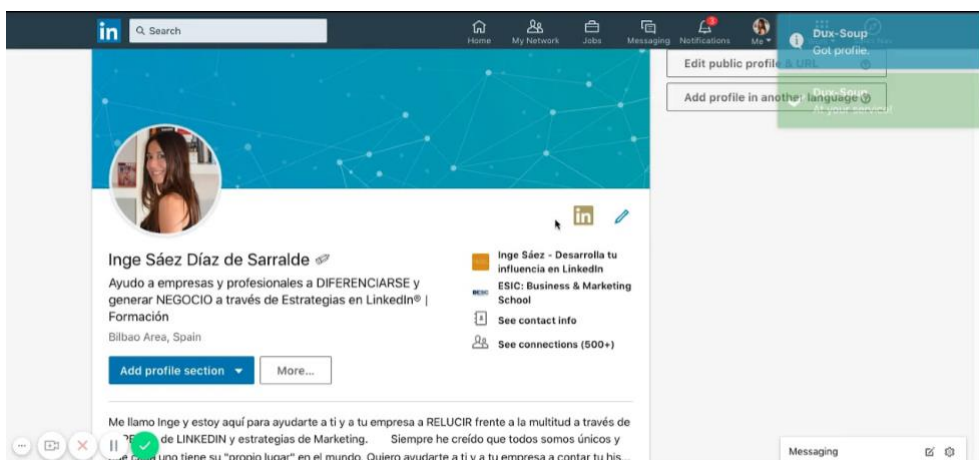 in
Search
Home
My Network
Jobs
Messaging
Notifications
3
Me
Dux-Soup
Got profile.
Edit public profile & URL
Add profile in another language
Dux-Soup
At your service!
in
Inge Sáez Díaz de Sarralde
Ayudo a empresas y profesionales a DIFERENCIARSE y
generar NEGOCIO a través de Estrategias en LinkedIn® |
Formación
Bilbao Area, Spain
Add profile section
More...
Inge Sáez - Desarrolla tu
influencia en LinkedIn
ESIC: Business & Marketing
School
See contact info
See connections (500+)
Me llamo Inge y estoy aquí para ayudarte a ti y a tu empresa a RELUCIR frente a la multitud a través de
de LINKEDIN y estrategias de Marketing. Siempre he creído que todos somos únicos y
uno tiene su "propio lugar" en el mundo. Quiero ayudarte a ti y a tu empresa a contar tu his...
Messaging